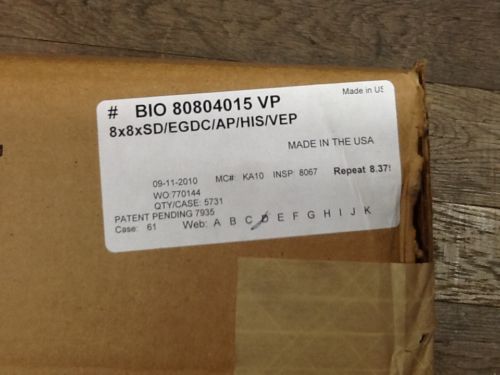 Made in US
# BIO 80804015 VP
8x8xSD/EGDC/AP/HIS/VEP
MADE IN THE USA
09-11-2010 MC#: KA10 INSP: 8067 Repeat 8.375
WO:770144
QTY/CASE: 5731
PATENT PENDING 7935
Case: 61 Web: A B C D E F G H I J K